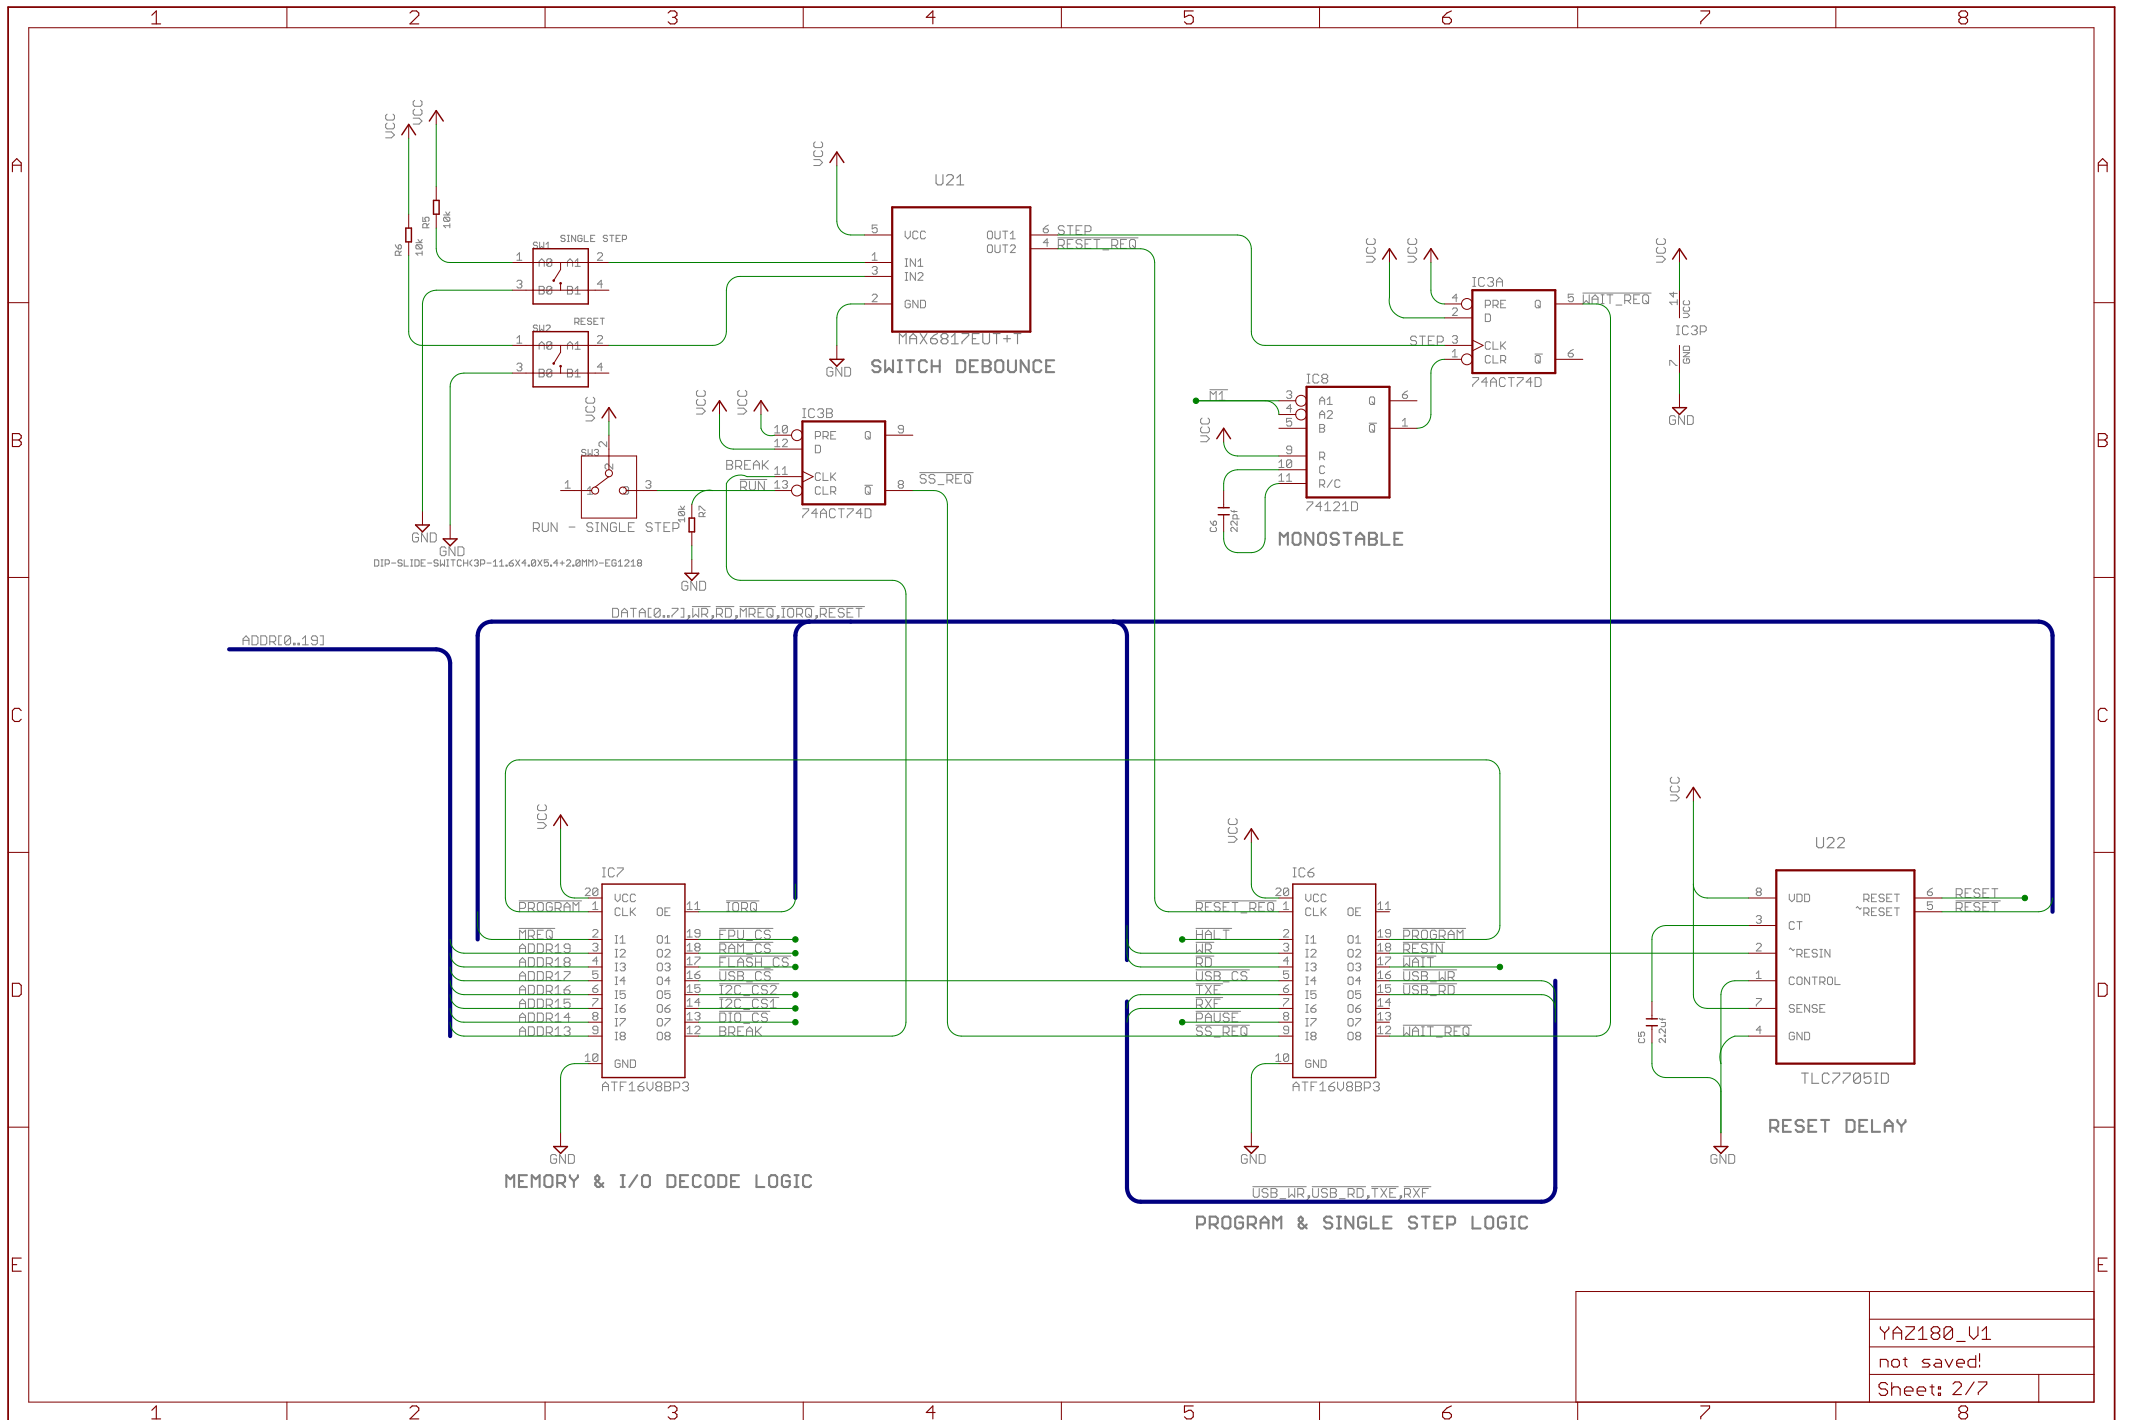 1 2 3 4 5 6 7 8
A
A
B
B
C
C
D
D
E
E
VCC
VCC
R5
10k
R6
10k
SINGLE STEP
SW1
1 A0 A1 2
3 B0 B1 4
RESET
SW2
1 A0 A1 2
3 B0 B1 4
GND
GND
VCC
SW3
2
2
1 1 3 3
RUN - SINGLE STEP
DIP-SLIDE-SWITCH(3P-11.6X4.0X5.4+2.0MM)-EG1218
10k
R7
GND
VCC
U21
5 VCC OUT1 6 STEP
OUT2 4 RESET_REQ
1 IN1
3 IN2
2 GND
MAX6817EUT+T
GND
SWITCH DEBOUNCE
VCC
VCC
IC3B
10 PRE Q 9
12 D
BREAK 11 CLK
RUN 13 CLR Q 8 SS_REQ
74ACT74D
VCC
VCC
IC3A
4 PRE Q 5 WAIT_REQ
2 D
STEP 3 CLK
1 CLR Q 6
74ACT74D
VCC
14
VCC
IC3P
7
GND
GND
IC8
M1 3 A1 Q 6
4 A2
5 B Q 1
VCC
9 R
10 C
11 R/C
74121D
C6
22pf
MONOSTABLE
DATA[0..7],WR,RD,MREQ,IORQ,RESET
ADDR[0..19]
VCC
IC7
20 VCC
PROGRAM 1 CLK OE 11 IORQ
MREQ 2 I1 O1 19 FPU_CS
ADDR19 3 I2 O2 18 RAM_CS
ADDR18 4 I3 O3 17 FLASH_CS
ADDR17 5 I4 O4 16 USB_CS
ADDR16 6 I5 O5 15 I2C_CS2
ADDR15 7 I6 O6 14 I2C_CS1
ADDR14 8 I7 O7 13 DIO_CS
ADDR13 9 I8 O8 12 BREAK
10 GND
ATF16V8BP3
GND
MEMORY & I/O DECODE LOGIC
VCC
IC6
20 VCC
RESET_REQ 1 CLK OE 11
HALT 2 I1 O1 19 PROGRAM
WR 3 I2 O2 18 RESIN
RD 4 I3 O3 17 WAIT
USB_CS 5 I4 O4 16 USB_WR
TXE 6 I5 O5 15 USB_RD
RXF 7 I6 O6 14
PAUSE 8 I7 O7 13
SS_REQ 9 I8 O8 12 WAIT_REQ
10 GND
ATF16V8BP3
GND
USB_WR,USB_RD,TXE,RXF
PROGRAM & SINGLE STEP LOGIC
VCC
U22
8 VDD RESET 6 RESET
~RESET 5 RESET
3 CT
2 ~RESIN
1 CONTROL
7 SENSE
4 GND
C5
2.2uf
TLC7705ID
GND
RESET DELAY
YAZ180_V1
not saved!
Sheet: 2/7
1 2 3 4 5 6 7 8